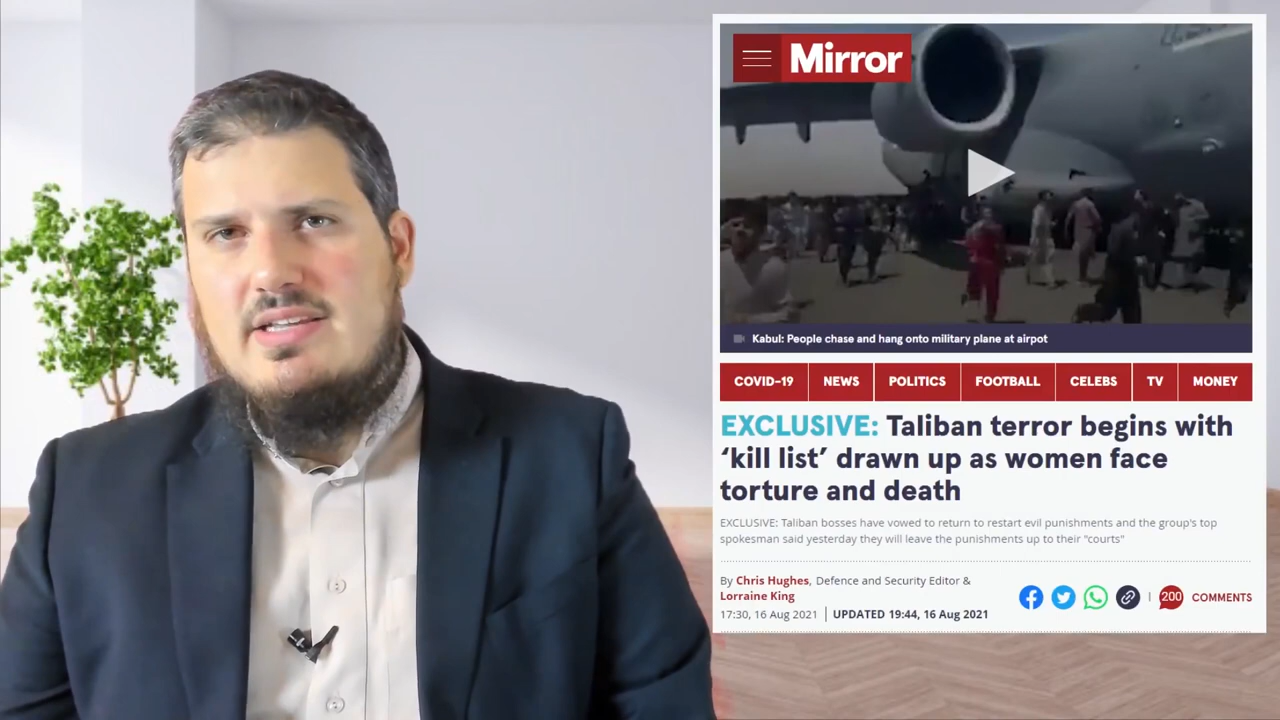 Mirror
Kabul: People chase and hang onto military plane at airpot
COVID-19 NEWS POLITICS FOOTBALL CELEBS TV MONEY
EXCLUSIVE: Taliban terror begins with
‘kill list’ drawn up as women face
torture and death
EXCLUSIVE: Taliban bosses have vowed to return to restart evil punishments and the group's top
spokesman said yesterday they will leave the punishments up to their "courts"
By Chris Hughes, Defence and Security Editor &
Lorraine King
17:30, 16 Aug 2021 | UPDATED 19:44, 16 Aug 2021
200 COMMENTS